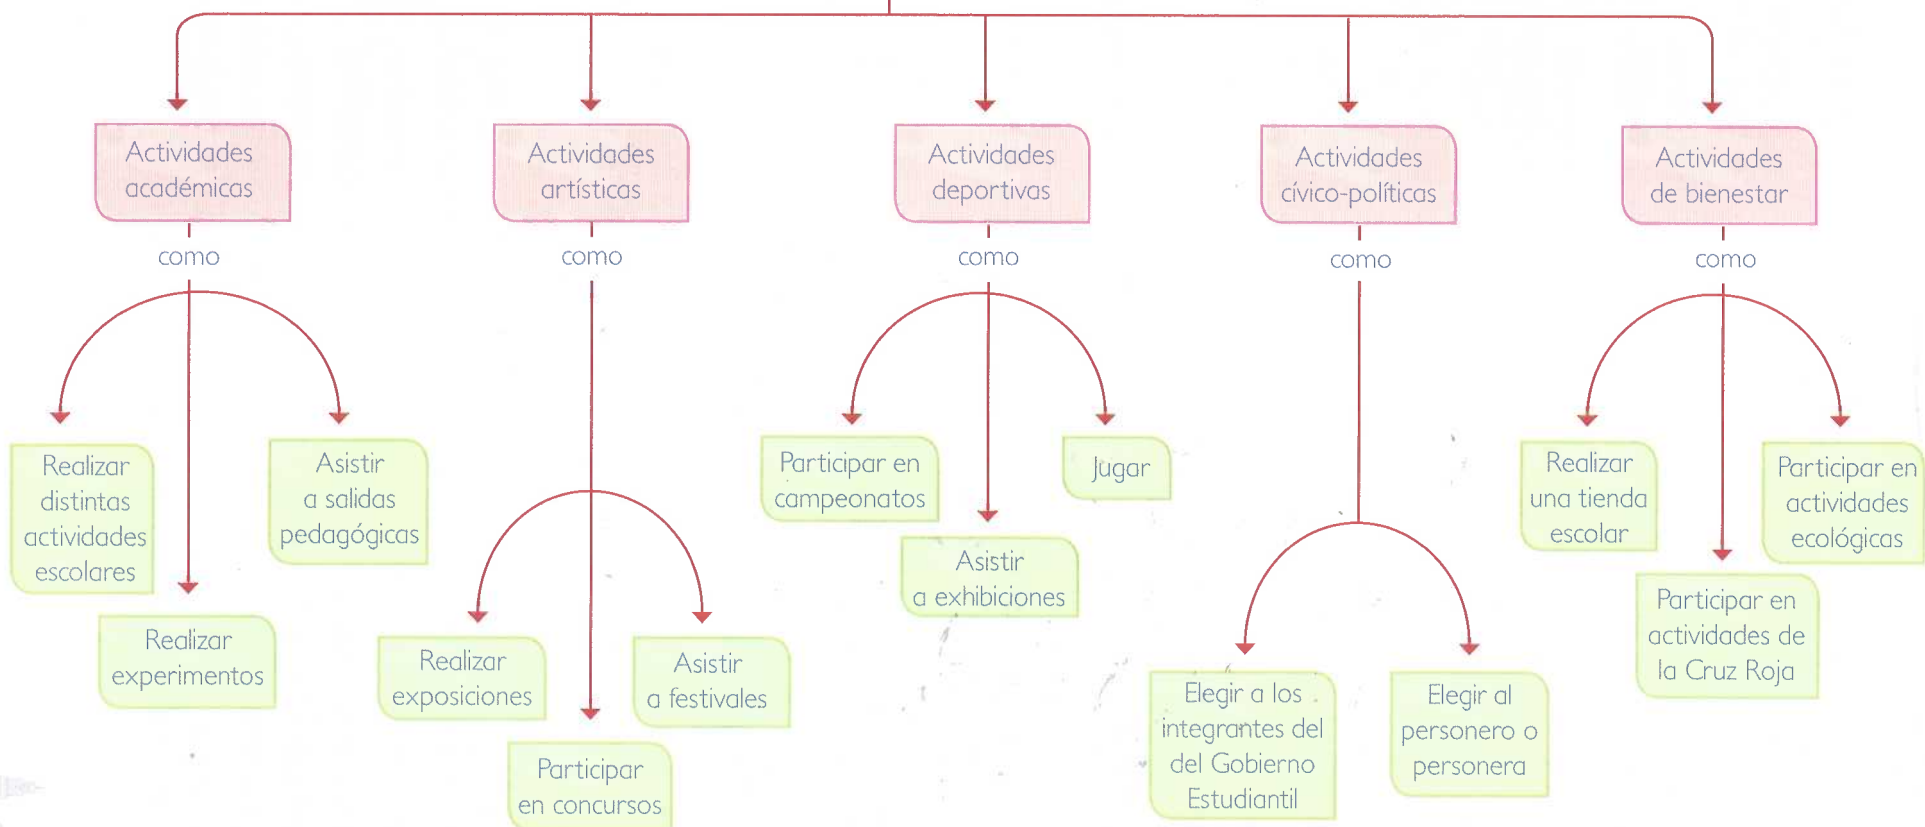 Actividades
académicas
como
Realizar
distintas
actividades
escolares
Realizar
experimentos
Asistir
a salidas
pedagógicas
Actividades
artísticas
como
Realizar
exposiciones
Participar
en concursos
Asistir
a festivales
Actividades
deportivas
como
Participar en
campeonatos
Asistir
a exhibiciones
Jugar
Actividades
cívico-políticas
como
Elegir a los
integrantes del
del Gobierno
Estudiantil
Elegir al
personero o
personera
Actividades
de bienestar
como
Realizar
una tienda
escolar
Participar en
actividades de
la Cruz Roja
Participar en
actividades
ecológicas